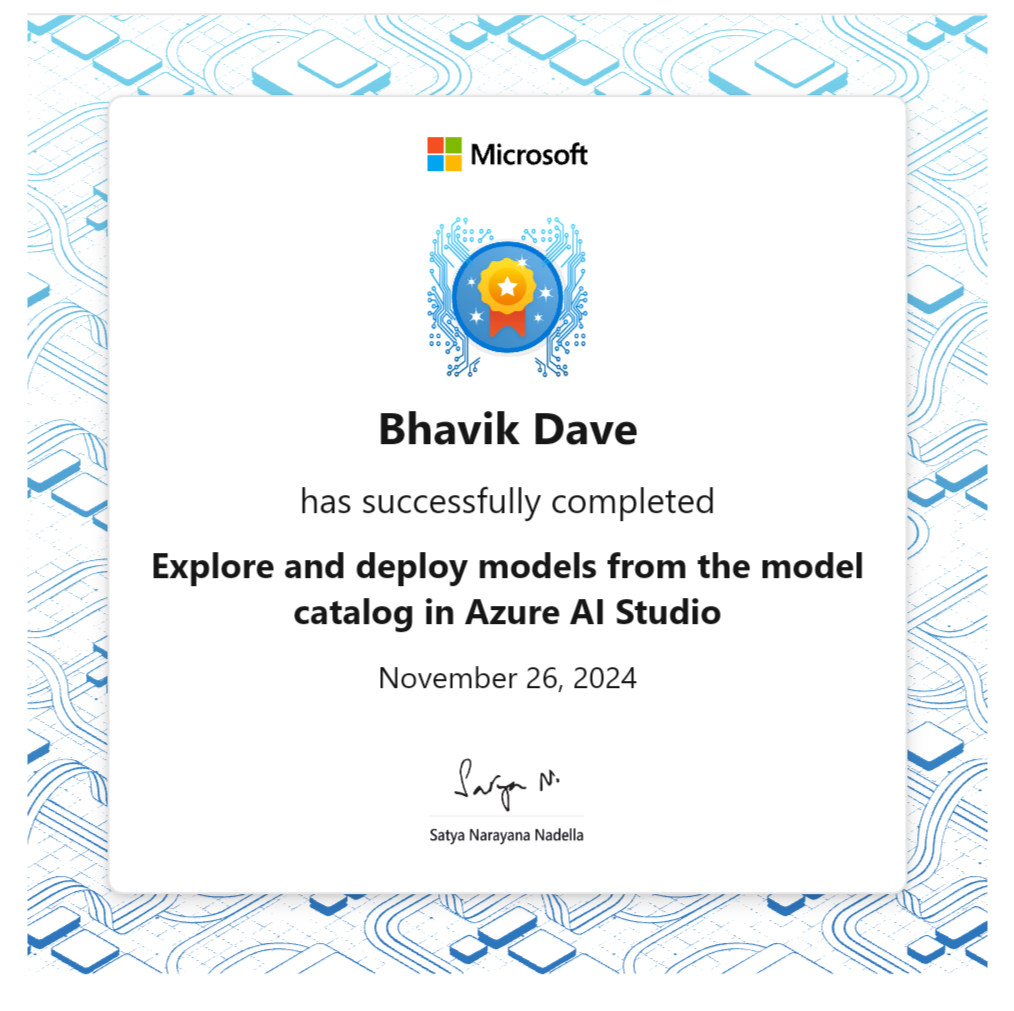 Microsoft
Bhavik Dave
has successfully completed
Explore and deploy models from the model
catalog in Azure AI Studio
November 26, 2024
Satya N.
Satya Narayana Nadella